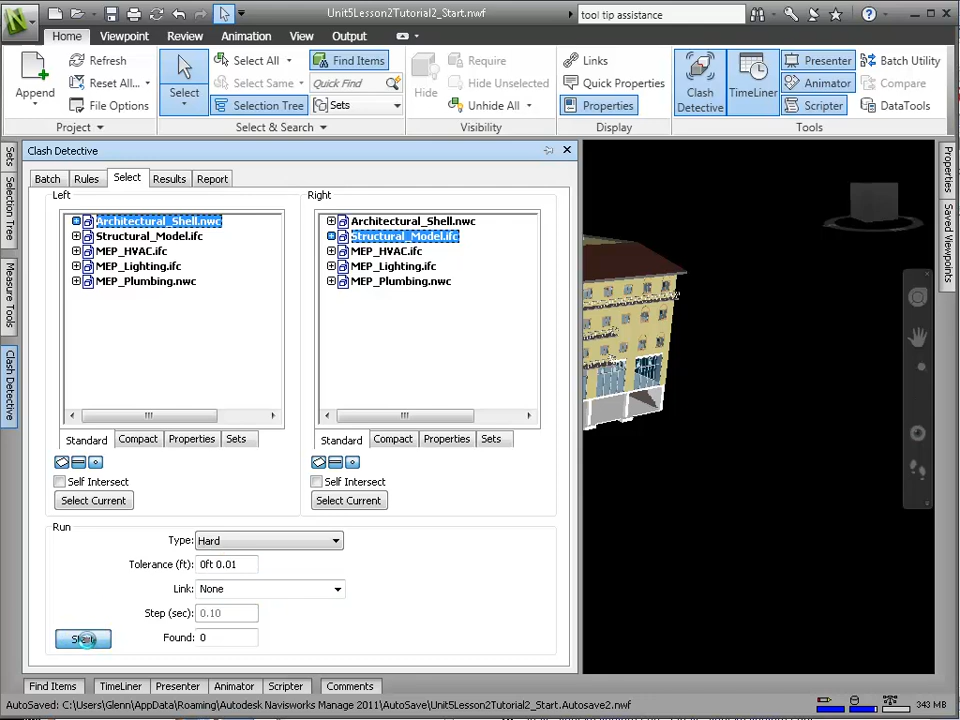 Unit5Lesson2Tutorial2_Start.nwf
tool tip assistance
Home Viewpoint Review Animation View Output
Append
Refresh
Reset All...
File Options
Project
Select
Select All
Select Same
Selection Tree
Find Items
Quick Find
Sets
Select & Search
Hide
Require
Hide Unselected
Unhide All
Visibility
Links
Quick Properties
Properties
Display
Clash Detective
TimeLiner
Presenter
Animator
Scripter
Batch Utility
Compare
DataTools
Tools
Sets
Selection Tree
Measure Tools
Clash Detective
Clash Detective
Batch Rules Select Results Report
Left
Architectural_Shell.nwc
Structural_Model.ifc
MEP_HVAC.ifc
MEP_Lighting.ifc
MEP_Plumbing.nwc
Standard Compact Properties Sets
Self Intersect
Select Current
Right
Architectural_Shell.nwc
Structural_Model.ifc
MEP_HVAC.ifc
MEP_Lighting.ifc
MEP_Plumbing.nwc
Standard Compact Properties Sets
Self Intersect
Select Current
Run
Type: Hard
Tolerance (ft): 0ft 0.01
Link: None
Step (sec): 0.10
Start
Found: 0
Properties
Saved Viewpoints
Find Items TimeLiner Presenter Animator Scripter Comments
AutoSaved: C:\Users\Glenn\AppData\Roaming\Autodesk Navisworks Manage 2011\AutoSave\Unit5Lesson2Tutorial2_Start.Autosave2.nwf
343 MB